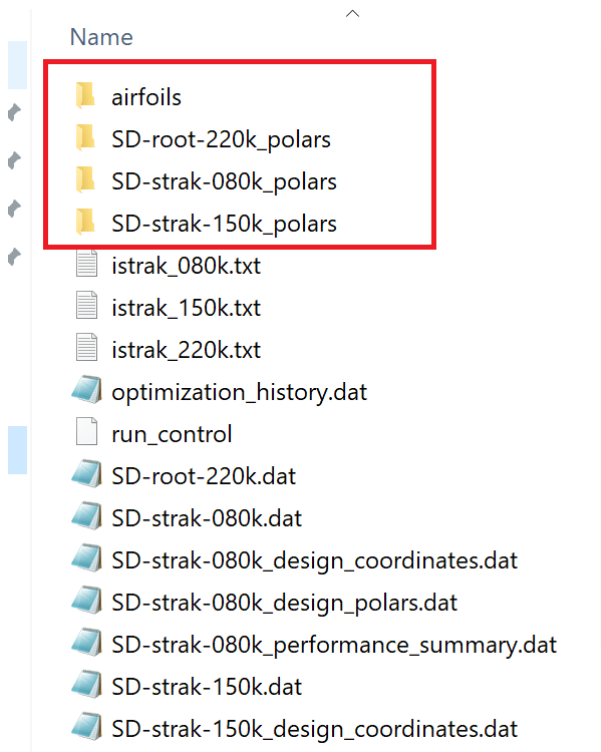 Name
airfoils
SD-root-220k_polars
SD-strak-080k_polars
SD-strak-150k_polars
istrak_080k.txt
istrak_150k.txt
istrak_220k.txt
optimization_history.dat
run_control
SD-root-220k.dat
SD-strak-080k.dat
SD-strak-080k_design_coordinates.dat
SD-strak-080k_design_polars.dat
SD-strak-080k_performance_summary.dat
SD-strak-150k.dat
SD-strak-150k_design_coordinates.dat